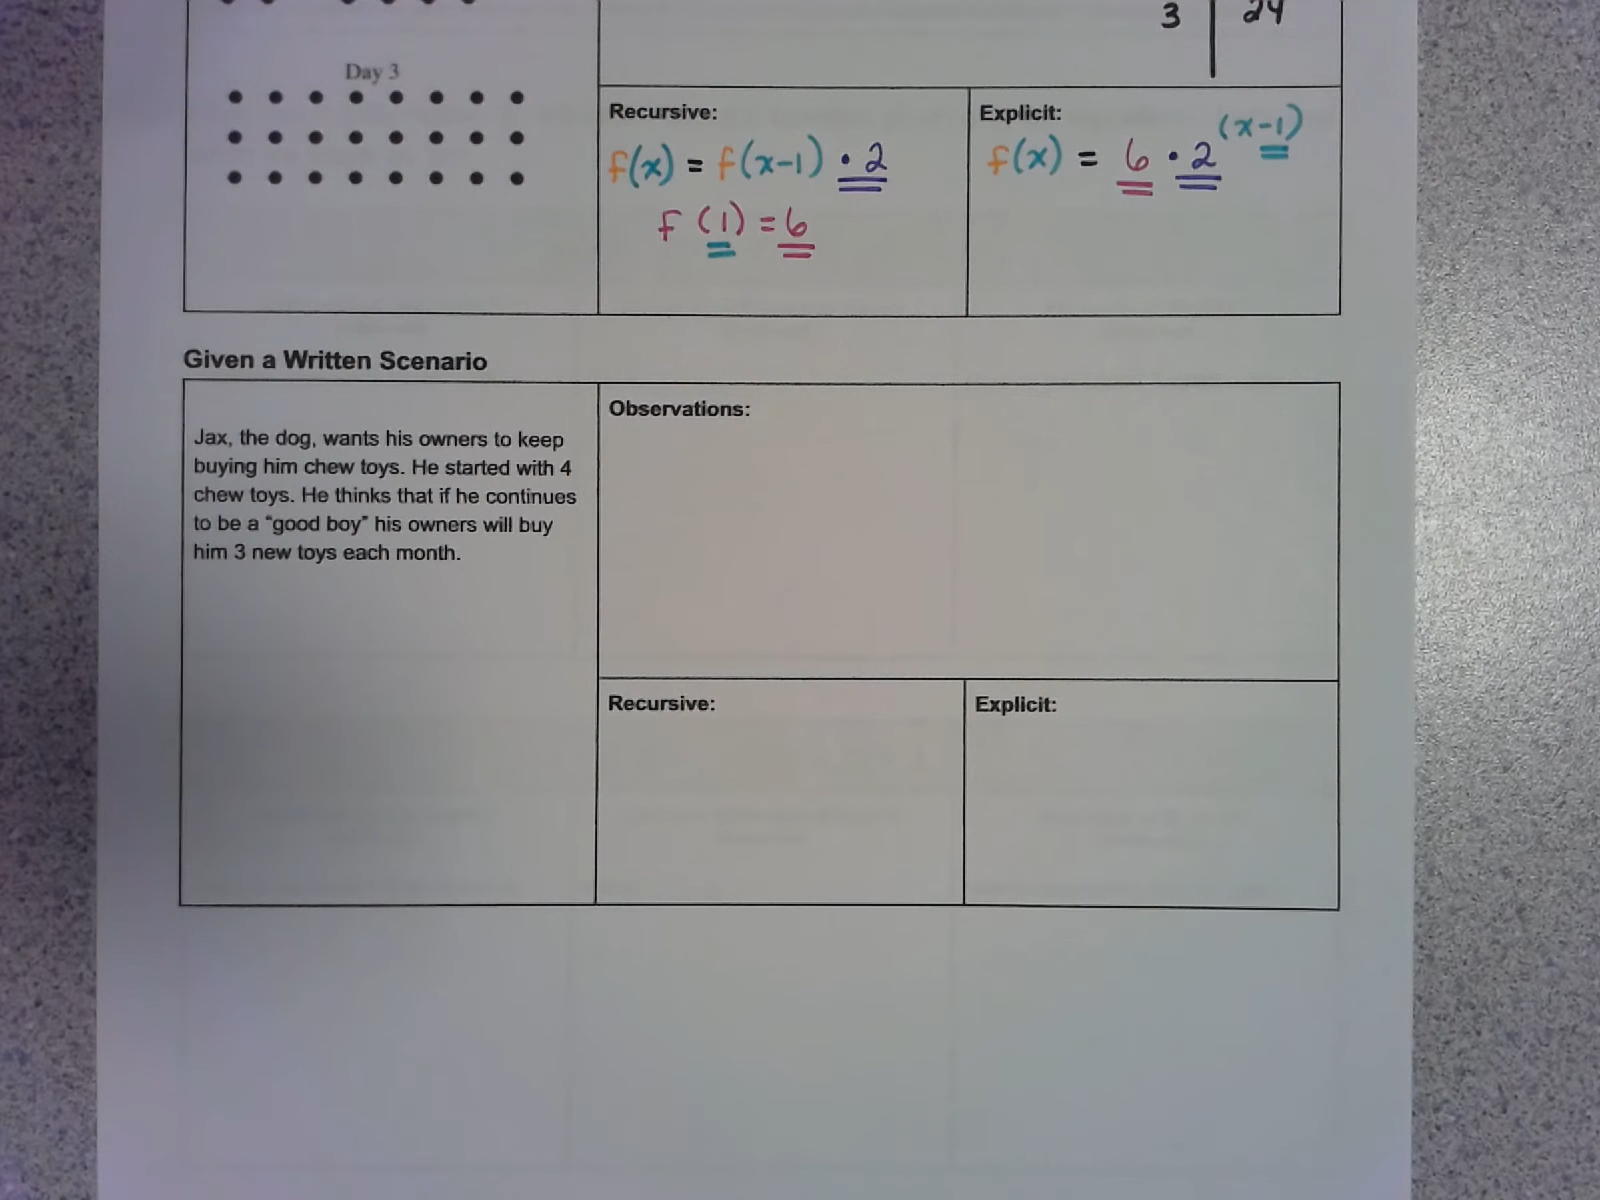 3 | 24
Day 3
Recursive:
f(x) = f(x-1) • 2
f(1) = 6
Explicit:
f(x) = 6 • 2^(x-1)
Given a Written Scenario
Jax, the dog, wants his owners to keep
buying him chew toys. He started with 4
chew toys. He thinks that if he continues
to be a "good boy" his owners will buy
him 3 new toys each month.
Observations:
Recursive:
Explicit: